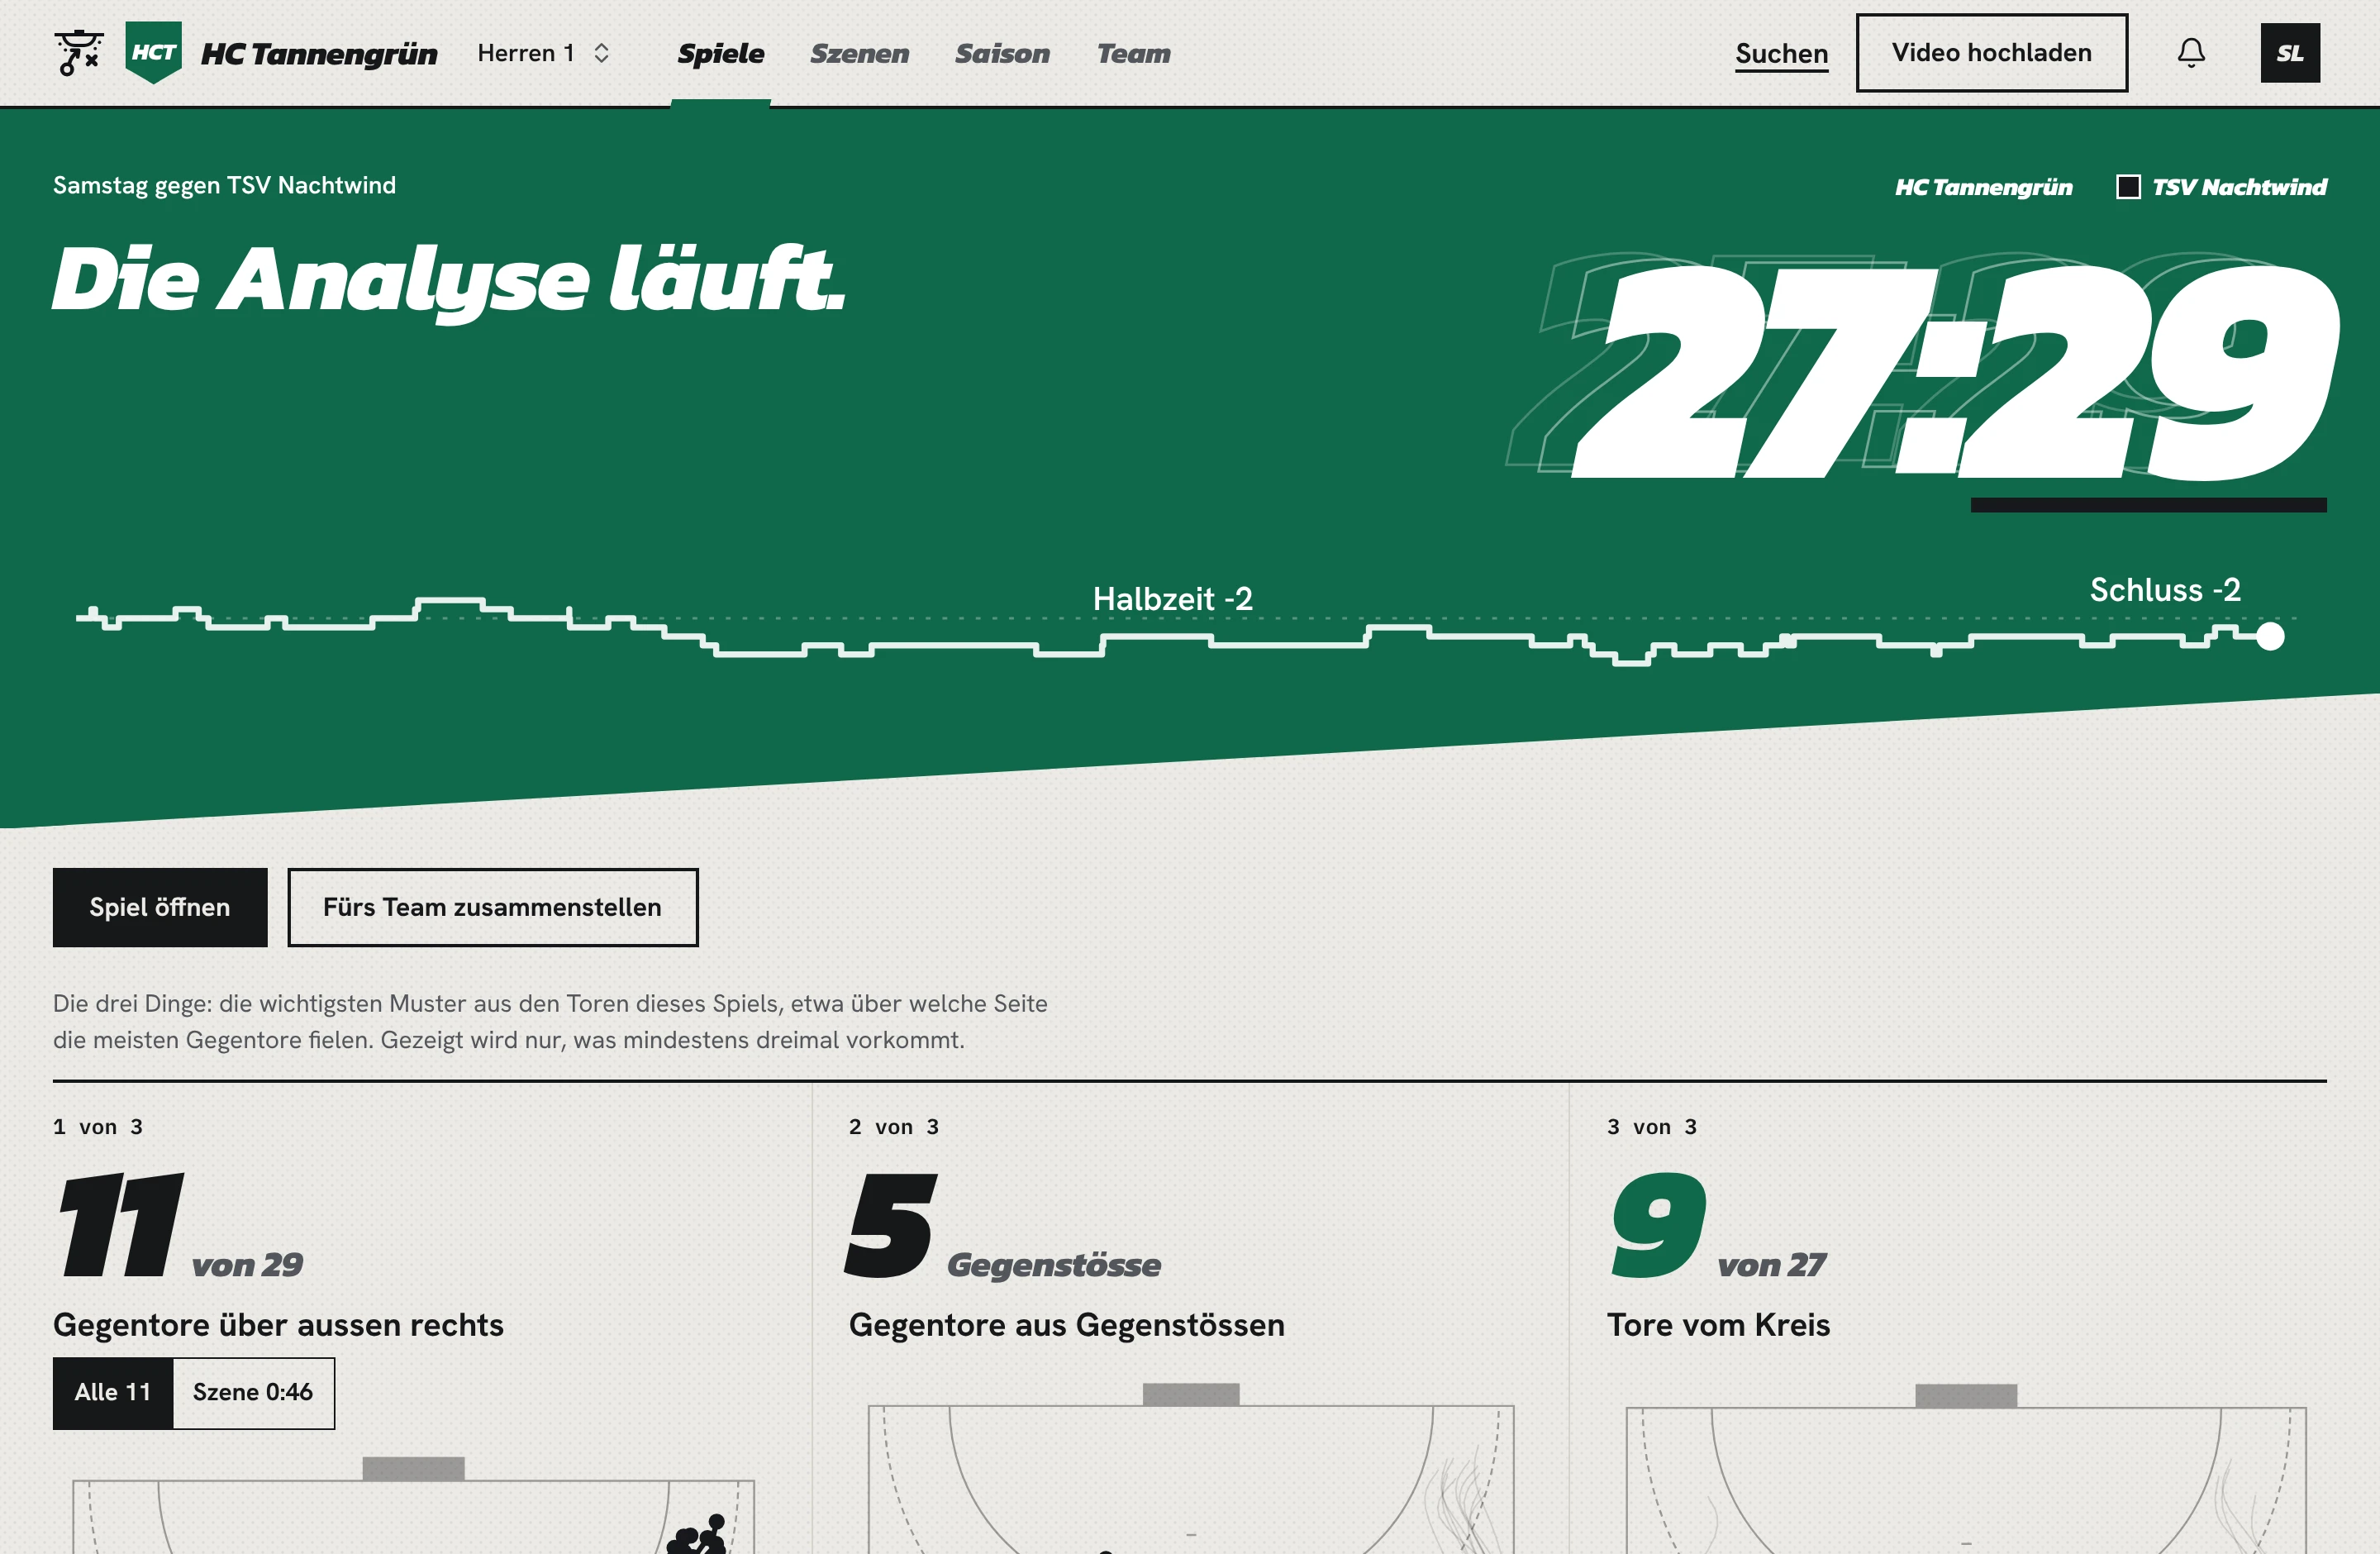 HCT HC Tannengrün Herren 1 Spiele Szenen Saison Team Suchen Video hochladen SL
Samstag gegen TSV Nachtwind
HC Tannengrün TSV Nachtwind
Die Analyse läuft.
27:29
Halbzeit -2
Schluss -2
Spiel öffnen Fürs Team zusammenstellen
Die drei Dinge: die wichtigsten Muster aus den Toren dieses Spiels, etwa über welche Seite
die meisten Gegentore fielen. Gezeigt wird nur, was mindestens dreimal vorkommt.
1 von 3
11 von 29
Gegentore über aussen rechts
Alle 11 Szene 0:46
2 von 3
5 Gegenstösse
Gegentore aus Gegenstössen
3 von 3
9 von 27
Tore vom Kreis